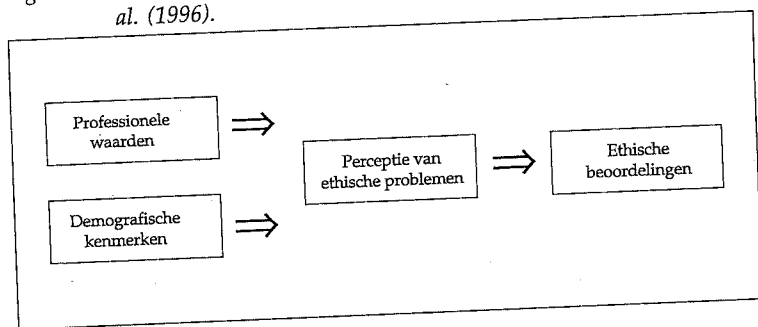 al. (1996).
Professionele
waarden
Perceptie van
ethische problemen
Ethische
beoordelingen
Demografische
kenmerken